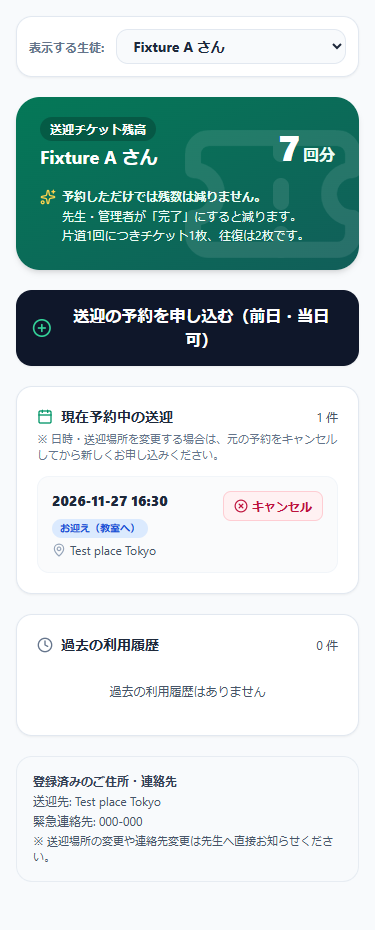 表示する生徒:
Fixture A さん
送迎チケット残高
Fixture A さん
7 回分
予約しただけでは残数は減りません。
先生・管理者が「完了」にすると減ります。
片道1回につきチケット1枚、往復は2枚です。
送迎の予約を申し込む（前日・当日
可）
現在予約中の送迎
1 件
※ 日時・送迎場所を変更する場合は、元の予約をキャンセル
してから新しくお申し込みください。
2026-11-27 16:30
キャンセル
お迎え（教室へ）
Test place Tokyo
過去の利用履歴
0 件
過去の利用履歴はありません
登録済みのご住所・連絡先
送迎先: Test place Tokyo
緊急連絡先: 000-000
※ 送迎場所の変更や連絡先変更は先生へ直接お知らせくださ
い。